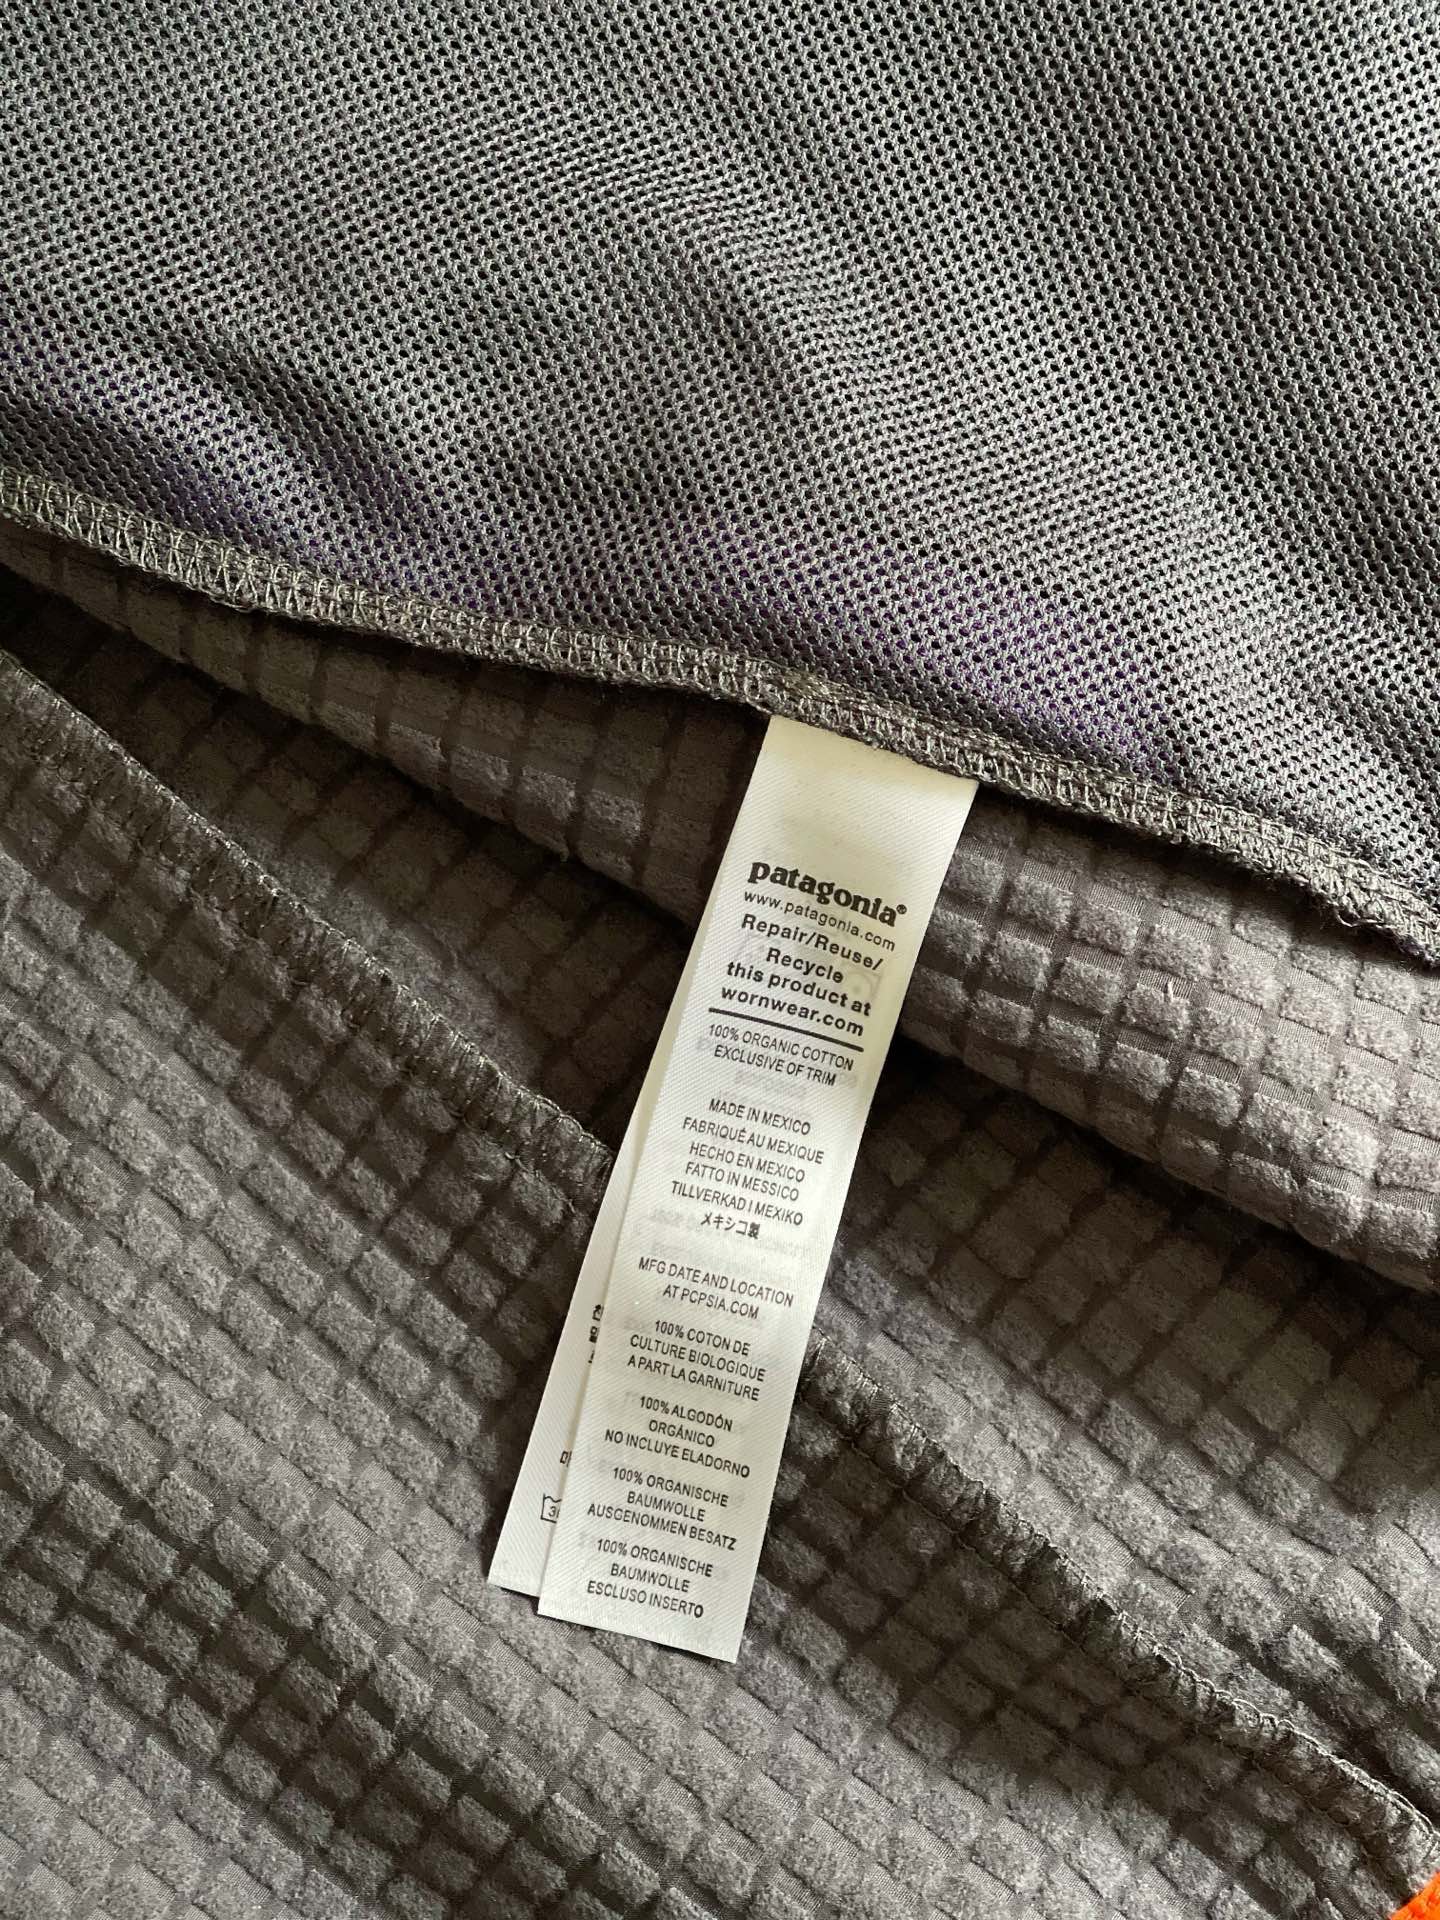 patagonia®
www.patagonia.com
Repair/Reuse/
Recycle
this product at
wornwear.com
100% ORGANIC COTTON
EXCLUSIVE OF TRIM
MADE IN MEXICO
FABRIQUÉ AU MEXIQUE
HECHO EN MEXICO
FATTO IN MESSICO
TILLVERKAD I MEXIKO
メキシコ製
MFG DATE AND LOCATION
AT PCPSIA.COM
100% COTON DE
CULTURE BIOLOGIQUE
A PART LA GARNITURE
100% ALGODÓN
ORGÁNICO
NO INCLUYE ELADORNO
100% ORGANISCHE
BAUMWOLLE
AUSGENOMMEN BESATZ
100% ORGANISCHE
BAUMWOLLE
ESCLUSO INSERTO